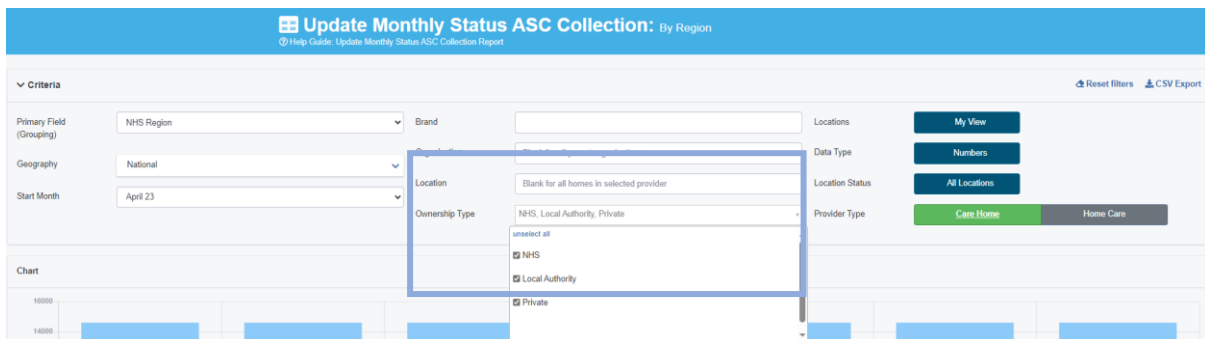 Update Monthly Status ASC Collection: By Region
Help Guide: Update Monthly Status ASC Collection Report
Criteria
Reset filters CSV Export
Primary Field
(Grouping)
NHS Region
Brand
Locations
My View
Geography
National
Data Type
Numbers
Start Month
April 23
Location
Blank for all homes in selected provider
Location Status
All Locations
Ownership Type
NHS, Local Authority, Private
Provider Type
Care Home
Home Care
unselect all
NHS
Local Authority
Private
Chart
16000
14000